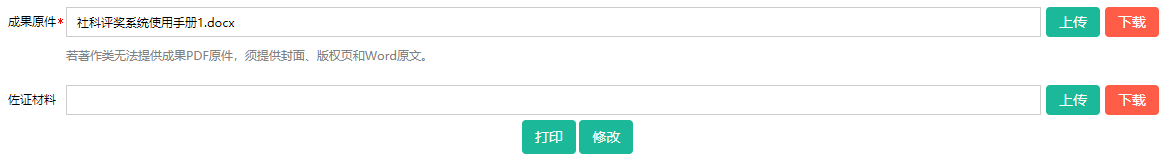 成果原件* 社科评奖系统使用手册1.docx 上传 下载
若著作类无法提供成果PDF原件，须提供封面、版权页和Word原文。
佐证材料 上传 下载
打印 修改